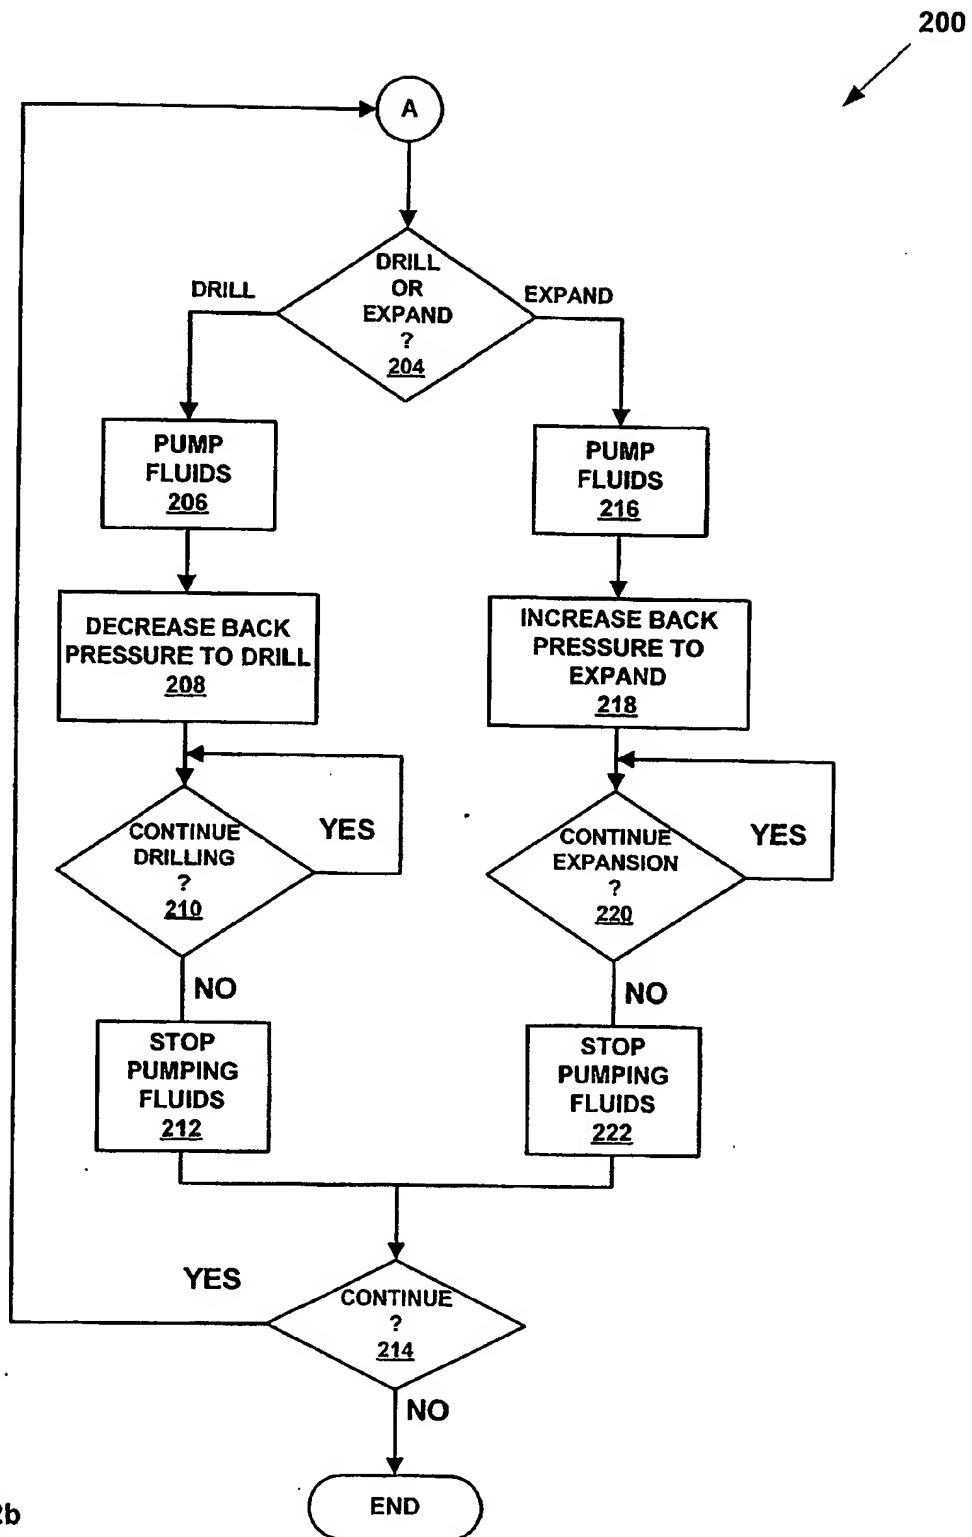 200
A
DRILL
OR
EXPAND
?
204
DRILL
EXPAND
PUMP
FLUIDS
206
PUMP
FLUIDS
216
DECREASE BACK
PRESSURE TO DRILL
208
INCREASE BACK
PRESSURE TO
EXPAND
218
CONTINUE
DRILLING
?
210
YES
CONTINUE
EXPANSION
?
220
YES
NO
NO
STOP
PUMPING
FLUIDS
212
STOP
PUMPING
FLUIDS
222
YES
CONTINUE
?
214
NO
END